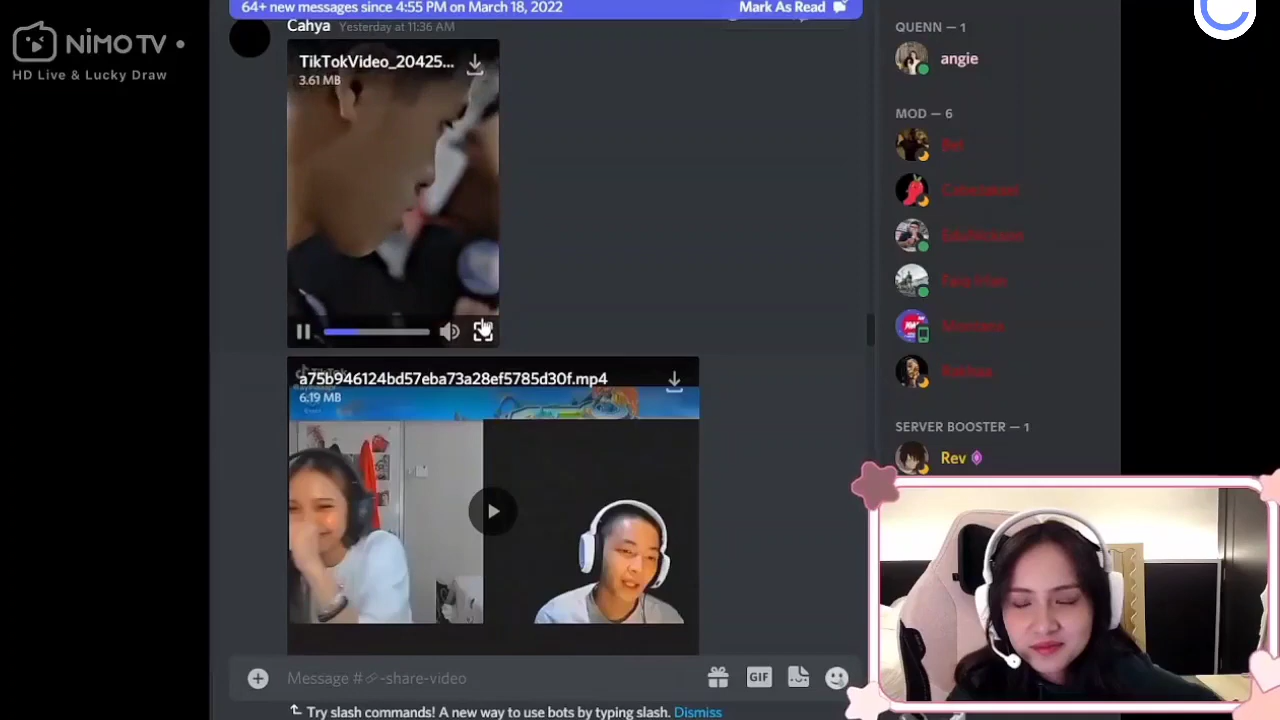 64+ new messages since 4:55 PM on March 18, 2022
Mark As Read
NIMO TV
HD Live & Lucky Draw
Cahya Yesterday at 11:36 AM
TikTokVideo_20425...
3.61 MB
a75b946124bd57eba73a28ef5785d30f.mp4
6.19 MB
Message #-share-video
GIF
Try slash commands! A new way to use bots by typing slash. Dismiss
QUENN — 1
angie
MOD — 6
SERVER BOOSTER — 1
Rev